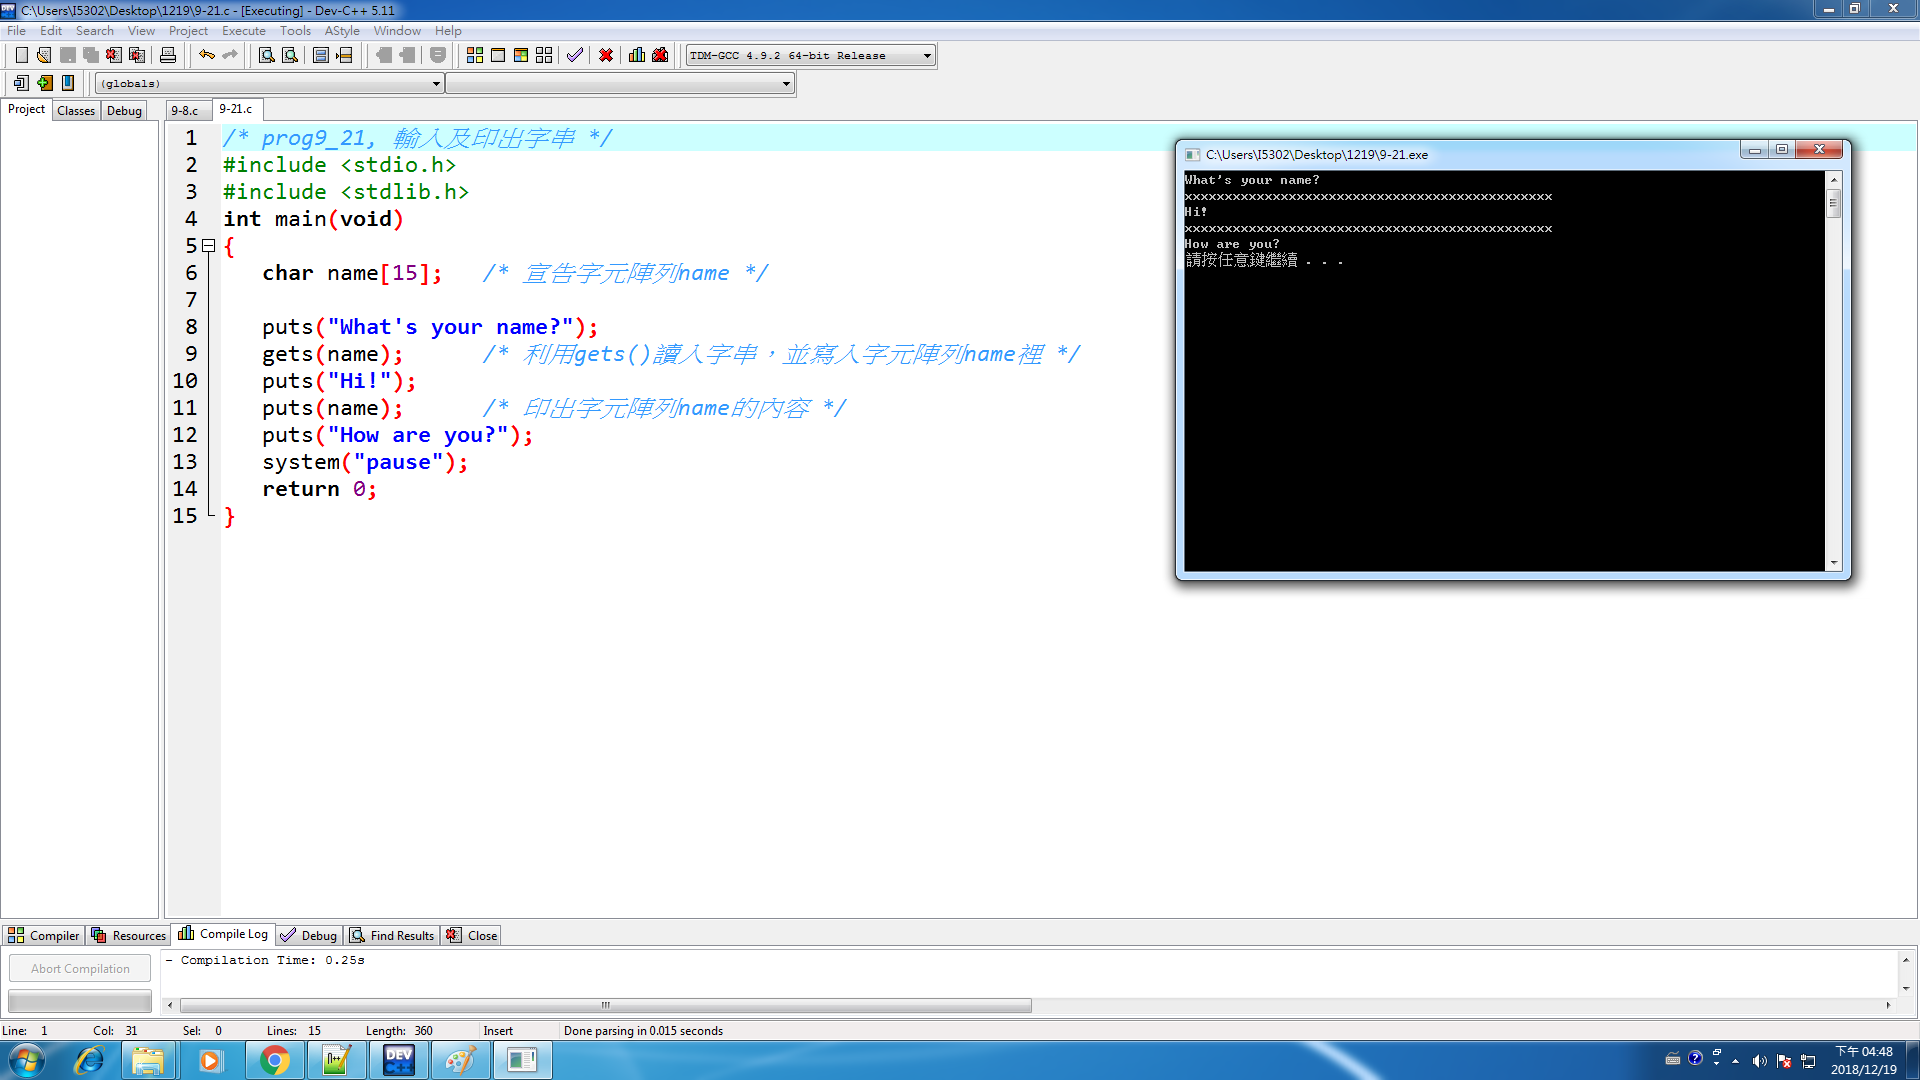 C:\Users\I5302\Desktop\1219\9-21.c - [Executing] - Dev-C++ 5.11
File Edit Search View Project Execute Tools AStyle Window Help
TDM-GCC 4.9.2 64-bit Release
(globals)
Project Classes Debug 9-8.c 9-21.c
1 /* prog9_21, 輸入及印出字串 */
2 #include <stdio.h>
3 #include <stdlib.h>
4 int main(void)
5 {
6 char name[15]; /* 宣告字元陣列name */
7
8 puts("What's your name?");
9 gets(name); /* 利用gets()讀入字串，並寫入字元陣列name裡 */
10 puts("Hi!");
11 puts(name); /* 印出字元陣列name的內容 */
12 puts("How are you?");
13 system("pause");
14 return 0;
15 }
C:\Users\I5302\Desktop\1219\9-21.exe
What's your name?
xxxxxxxxxxxxxxxxxxxxxxxxxxxxxxxxxxxxxxxxxxxxxx
Hi!
xxxxxxxxxxxxxxxxxxxxxxxxxxxxxxxxxxxxxxxxxxxxxx
How are you?
請按任意鍵繼續 . . .
Compiler Resources Compile Log Debug Find Results Close
Abort Compilation
- Compilation Time: 0.25s
Line: 1 Col: 31 Sel: 0 Lines: 15 Length: 360 Insert Done parsing in 0.015 seconds
下午 04:48
2018/12/19